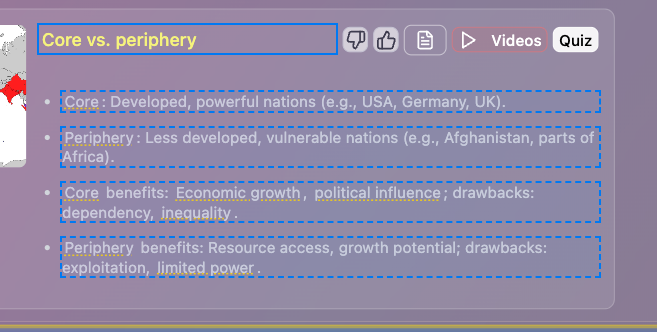 Core vs. periphery
Videos
Quiz
Core: Developed, powerful nations (e.g., USA, Germany, UK).
Periphery: Less developed, vulnerable nations (e.g., Afghanistan, parts of
Africa).
Core benefits: Economic growth, political influence; drawbacks:
dependency, inequality.
Periphery benefits: Resource access, growth potential; drawbacks:
exploitation, limited power.